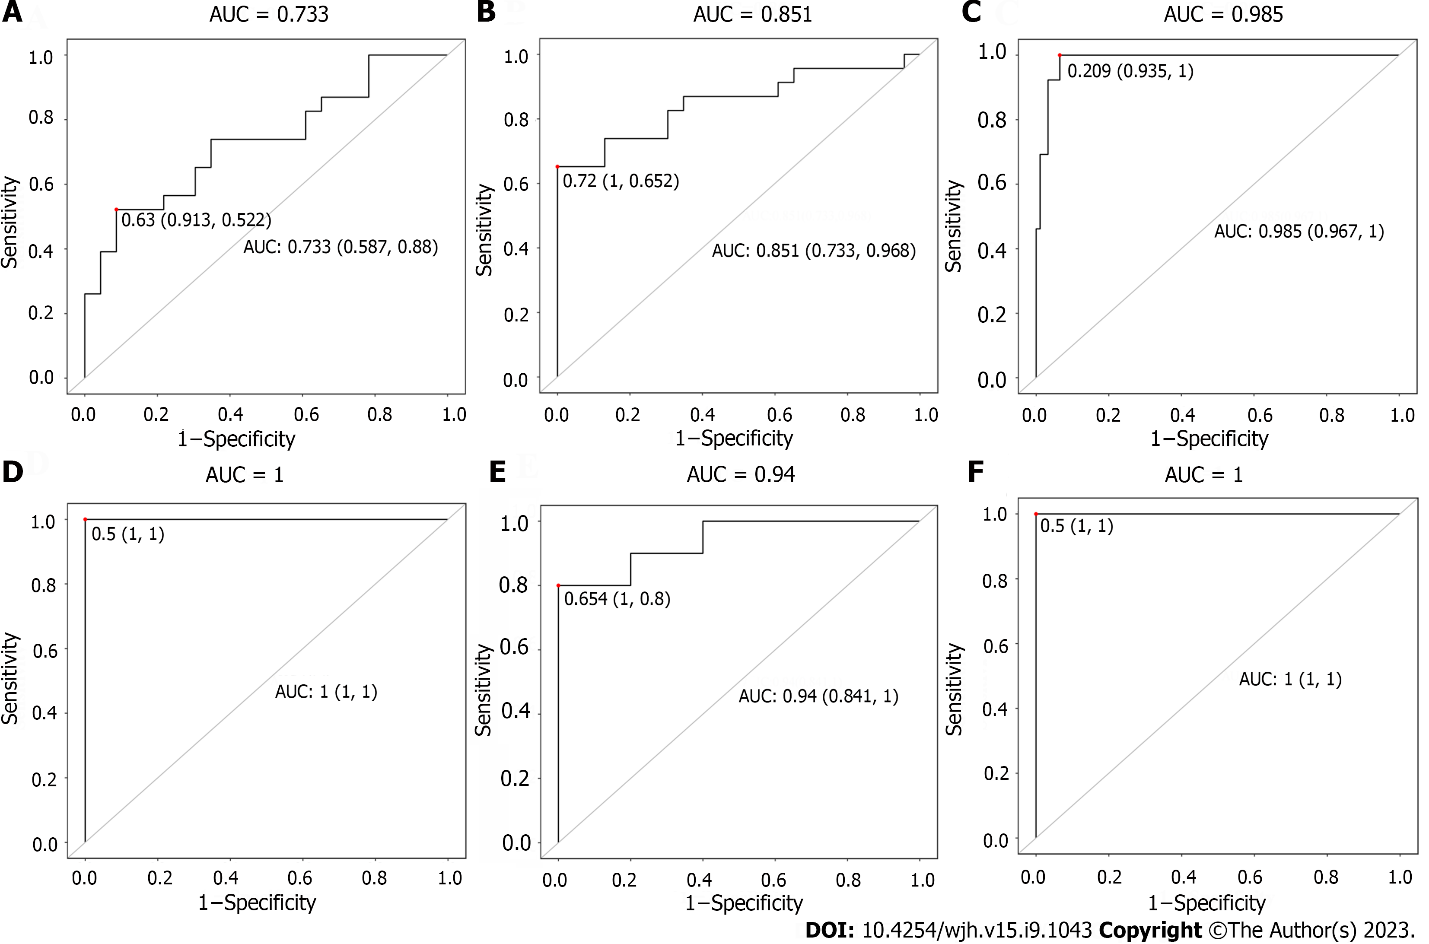 A
AUC = 0.733
1.0
0.8
0.6
0.4
0.2
0.0
Sensitivity
0.63 (0.913, 0.522)
AUC: 0.733 (0.587, 0.88)
0.0 0.2 0.4 0.6 0.8 1.0
1−Specificity
B
AUC = 0.851
1.0
0.8
0.6
0.4
0.2
0.0
Sensitivity
0.72 (1, 0.652)
AUC: 0.851 (0.733, 0.968)
0.0 0.2 0.4 0.6 0.8 1.0
1−Specificity
C
AUC = 0.985
1.0
0.8
0.6
0.4
0.2
0.0
Sensitivity
0.209 (0.935, 1)
AUC: 0.985 (0.967, 1)
0.0 0.2 0.4 0.6 0.8 1.0
1−Specificity
D
AUC = 1
1.0
0.8
0.6
0.4
0.2
0.0
Sensitivity
0.5 (1, 1)
AUC: 1 (1, 1)
0.0 0.2 0.4 0.6 0.8 1.0
1−Specificity
E
AUC = 0.94
1.0
0.8
0.6
0.4
0.2
0.0
Sensitivity
0.654 (1, 0.8)
AUC: 0.94 (0.841, 1)
0.0 0.2 0.4 0.6 0.8 1.0
1−Specificity
F
AUC = 1
1.0
0.8
0.6
0.4
0.2
0.0
Sensitivity
0.5 (1, 1)
AUC: 1 (1, 1)
0.0 0.2 0.4 0.6 0.8 1.0
1−Specificity
DOI: 10.4254/wjh.v15.i9.1043 Copyright ©The Author(s) 2023.